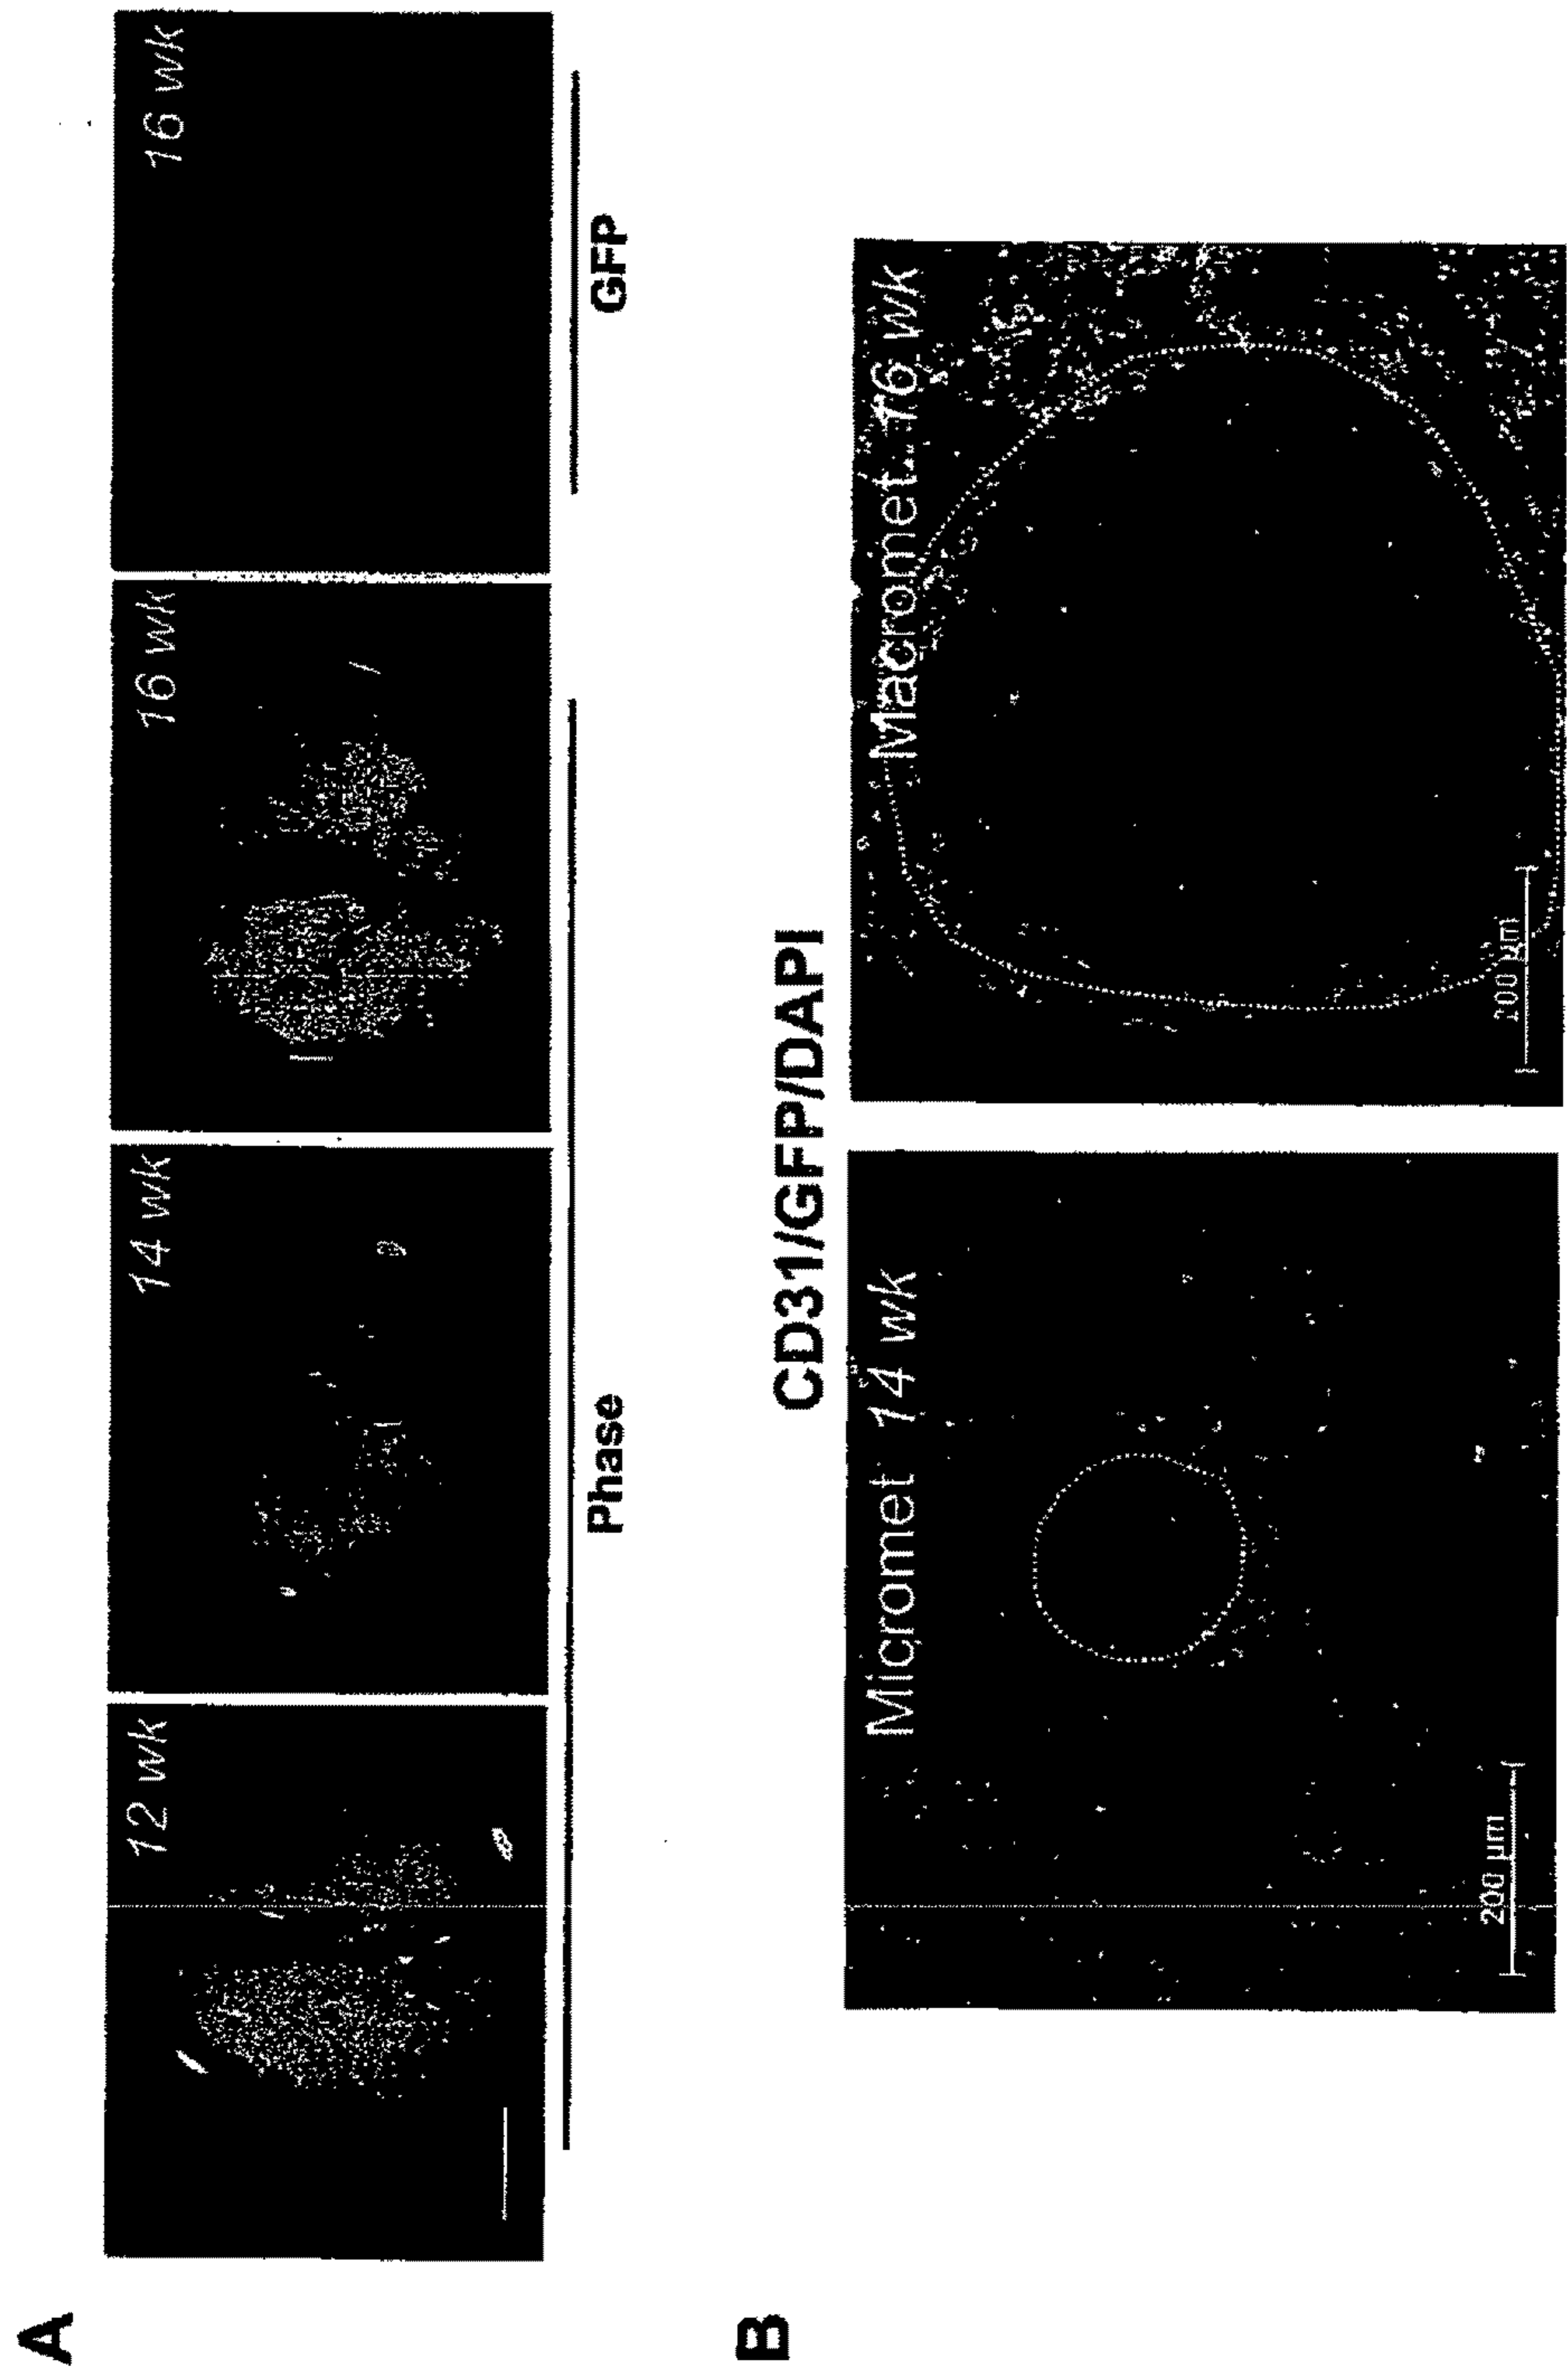 A
12 wk
14 wk
16 wk
16 wk
Phase
GFP
B
CD31/GFP/DAPI
Micromet 14 wk
Macromet 16 wk
200 µm
200 µm